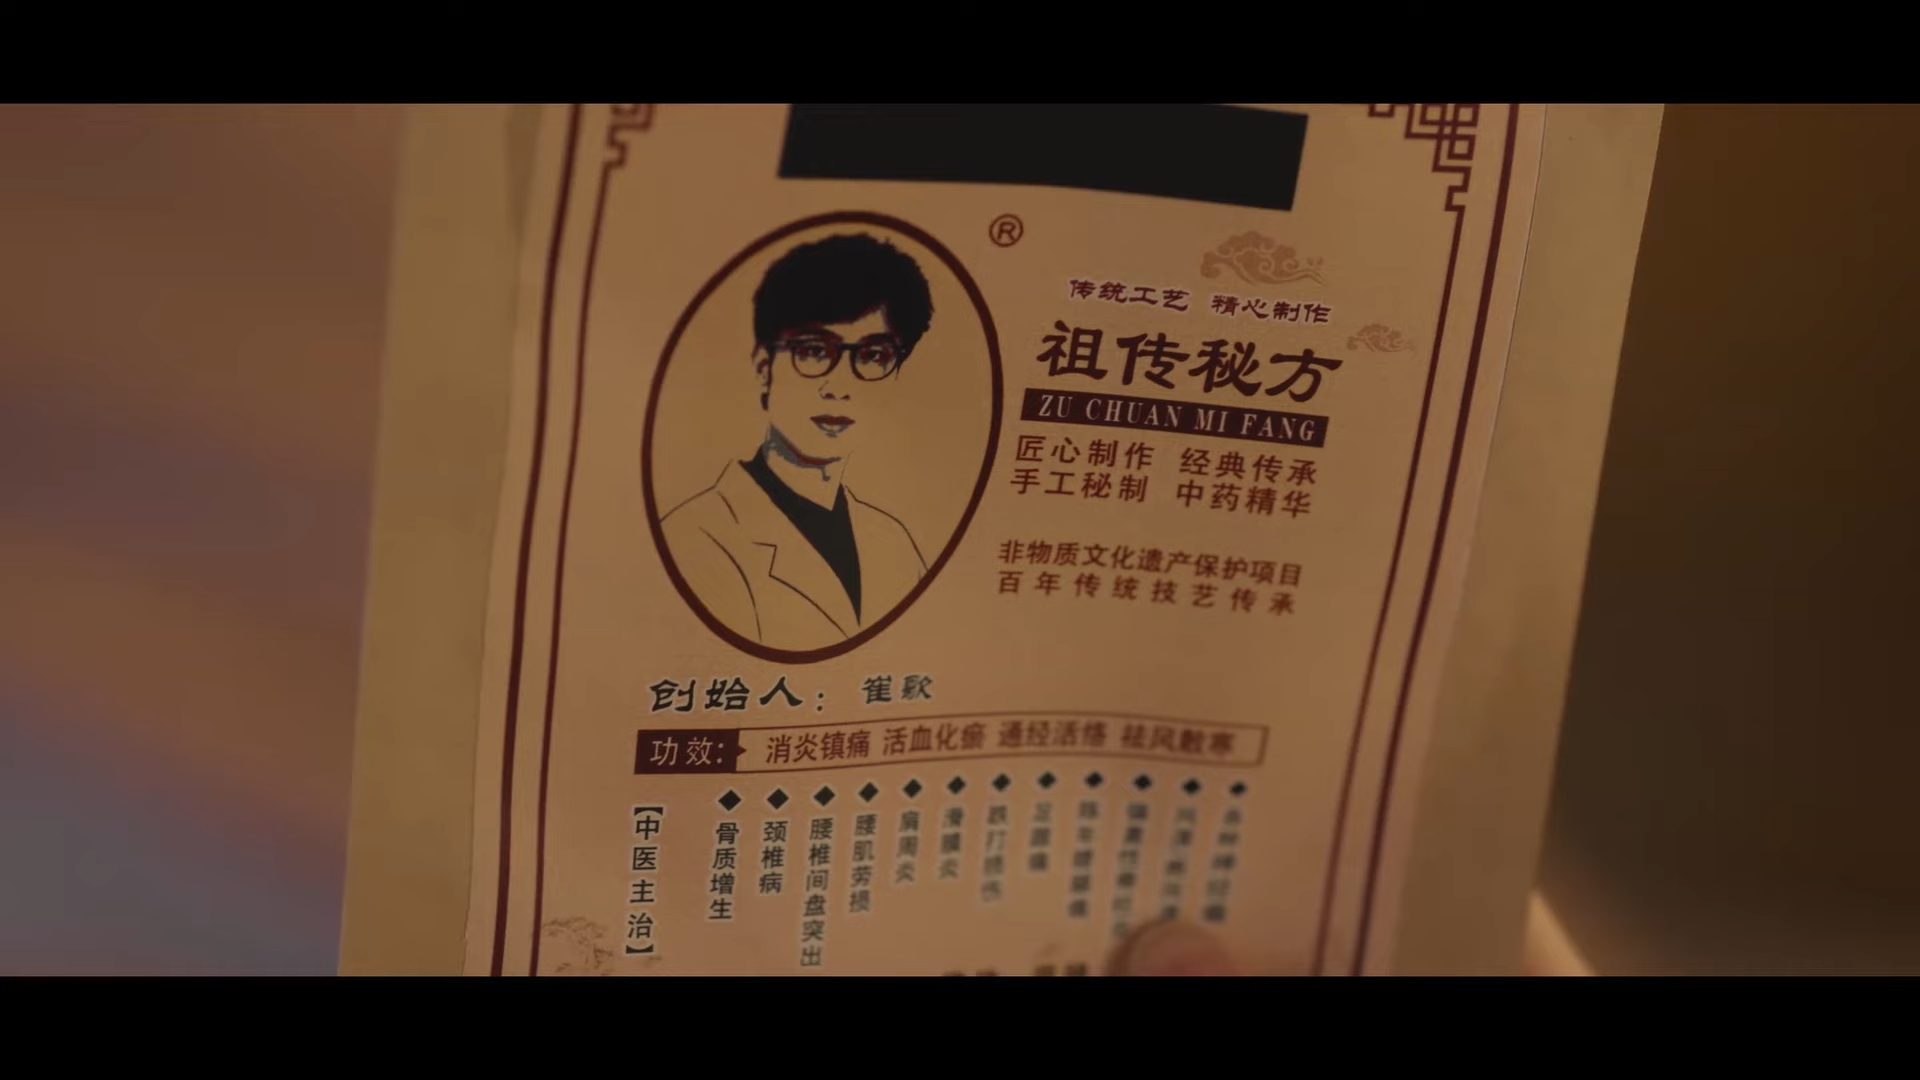 ®
传统工艺 精心制作
祖传秘方
ZU CHUAN MI FANG
匠心制作 经典传承
手工秘制 中药精华
非物质文化遗产保护项目
百年传统技艺传承
创始人：崔歌
功效：消炎镇痛 活血化瘀 通经活络 祛风散寒
【中医主治】
◆骨质增生
◆颈椎病
◆腰椎间盘突出
◆腰肌劳损
◆肩周炎
◆滑膜炎
◆跌打损伤
◆足跟痛